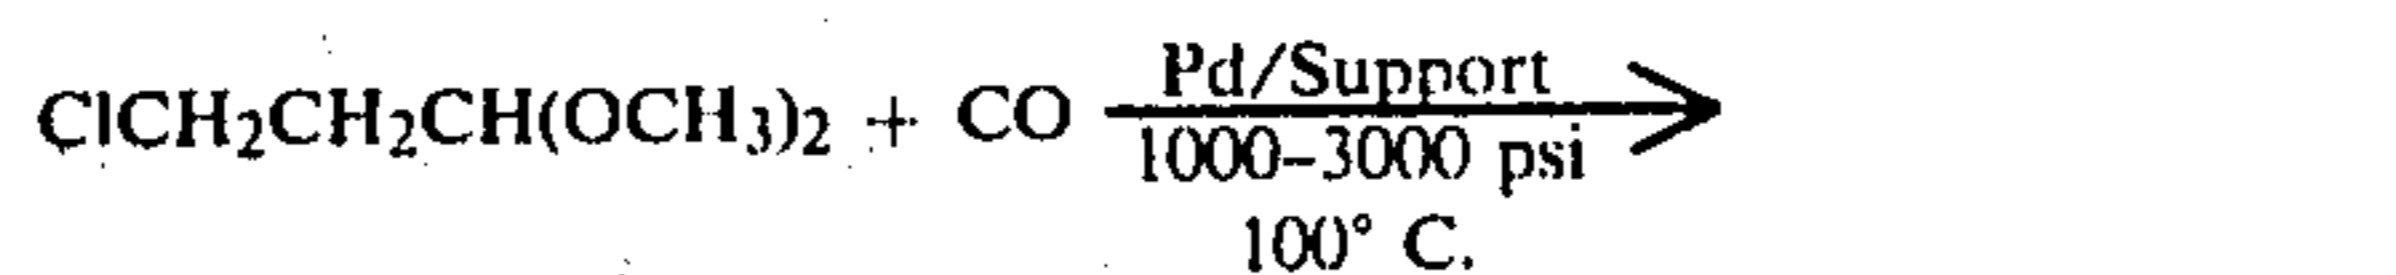 Pd/Support
ClCH₂CH₂CH(OCH₃)₂ + CO
1000–3000 psi
100° C.